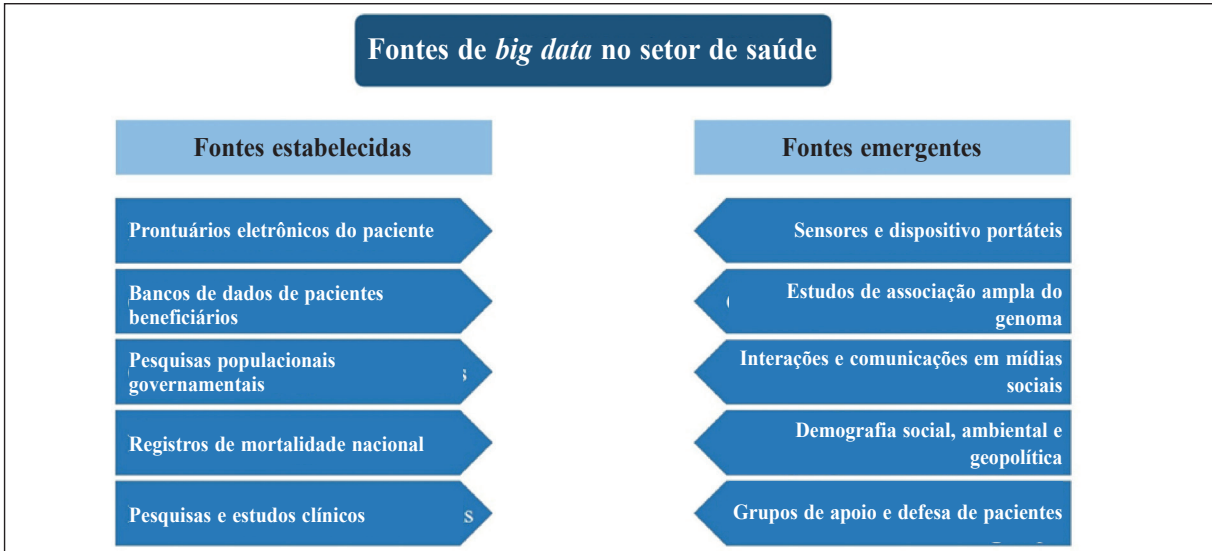 Fontes de big data no setor de saúde
Fontes estabelecidas
Prontuários eletrônicos do paciente
Bancos de dados de pacientes
beneficiários
Pesquisas populacionais
governamentais
s
Registros de mortalidade nacional
Pesquisas e estudos clínicos
s
Fontes emergentes
Sensores e dispositivo portáteis
Estudos de associação ampla do
genoma
Interações e comunicações em mídias
sociais
Demografia social, ambiental e
geopolítica
Grupos de apoio e defesa de pacientes